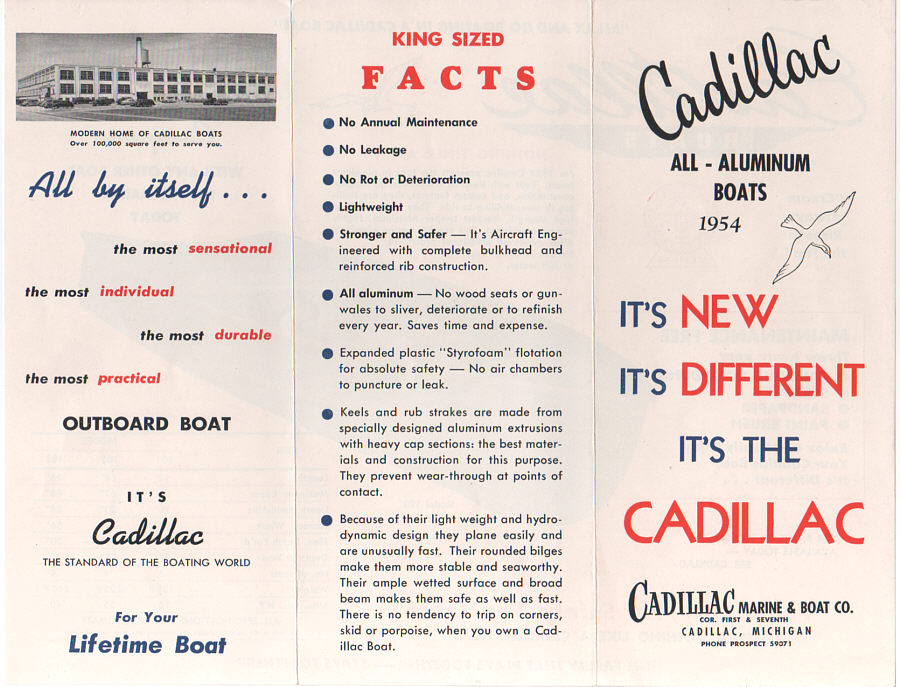 MODERN HOME OF CADILLAC BOATS
Over 100,000 square feet to serve you.
All by itself . . .
the most sensational
the most individual
the most durable
the most practical
OUTBOARD BOAT
IT'S
Cadillac
THE STANDARD OF THE BOATING WORLD
For Your
Lifetime Boat
KING SIZED
FACTS
● No Annual Maintenance
● No Leakage
● No Rot or Deterioration
● Lightweight
● Stronger and Safer — It's Aircraft Eng-
ineered with complete bulkhead and
reinforced rib construction.
● All aluminum — No wood seats or gun-
wales to sliver, deteriorate or to refinish
every year. Saves time and expense.
● Expanded plastic "Styrofoam" flotation
for absolute safety — No air chambers
to puncture or leak.
● Keels and rub strakes are made from
specially designed aluminum extrusions
with heavy cap sections: the best mater-
ials and construction for this purpose.
They prevent wear-through at points of
contact.
● Because of their light weight and hydro-
dynamic design they plane easily and
are unusually fast. Their rounded bilges
make them more stable and seaworthy.
Their ample wetted surface and broad
beam makes them safe as well as fast.
There is no tendency to trip on corners,
skid or porpoise, when you own a Cad-
illac Boat.
Cadillac
ALL - ALUMINUM
BOATS
1954
IT'S NEW
IT'S DIFFERENT
IT'S THE
CADILLAC
CADILLAC MARINE & BOAT CO.
COR. FIRST & SEVENTH
CADILLAC, MICHIGAN
PHONE PROSPECT 59071